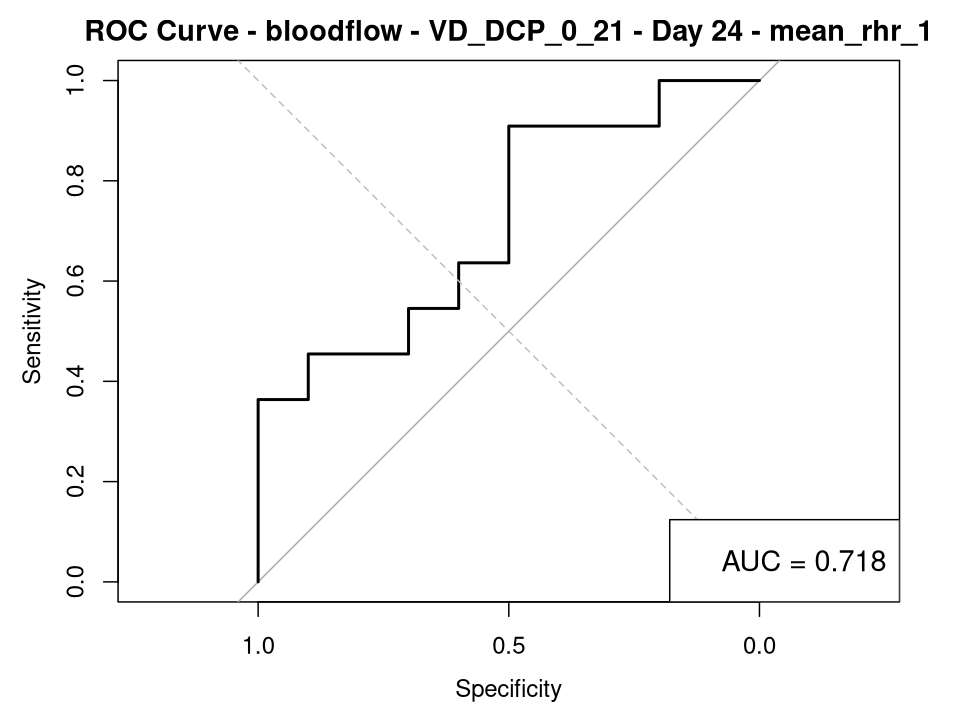 ROC Curve - bloodflow - VD_DCP_0_21 - Day 24 - mean_rhr_1
1.0
0.8
0.6
0.4
0.2
0.0
Sensitivity
AUC = 0.718
1.0 0.5 0.0
Specificity